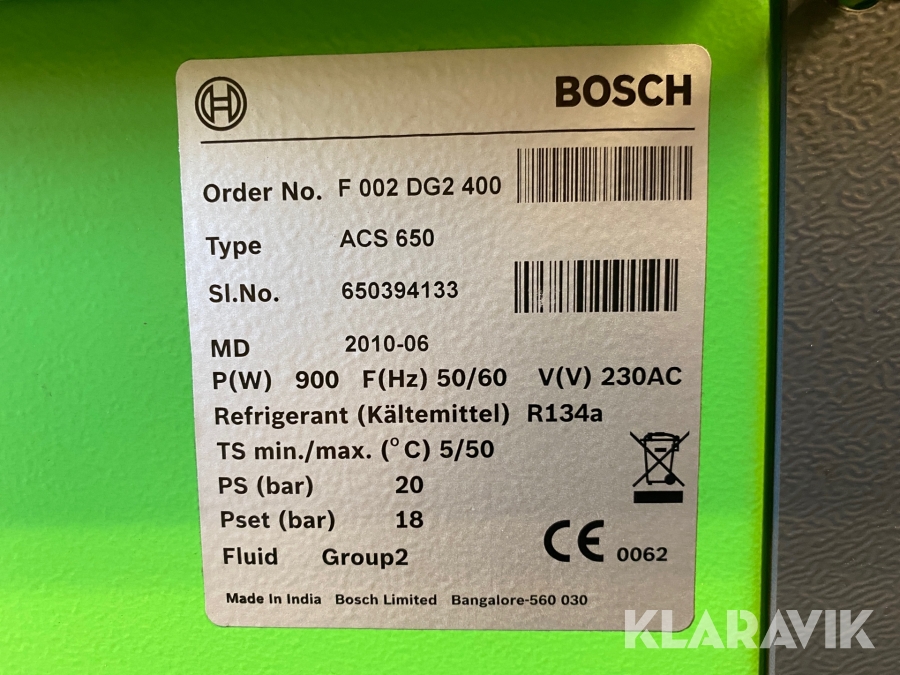 BOSCH
Order No. F 002 DG2 400
Type ACS 650
Sl.No. 650394133
MD 2010-06
P(W) 900 F(Hz) 50/60 V(V) 230AC
Refrigerant (Kältemittel) R134a
TS min./max. (°C) 5/50
PS (bar) 20
Pset (bar) 18
Fluid Group2
CE 0062
Made In India Bosch Limited Bangalore-560 030
KLARAVIK